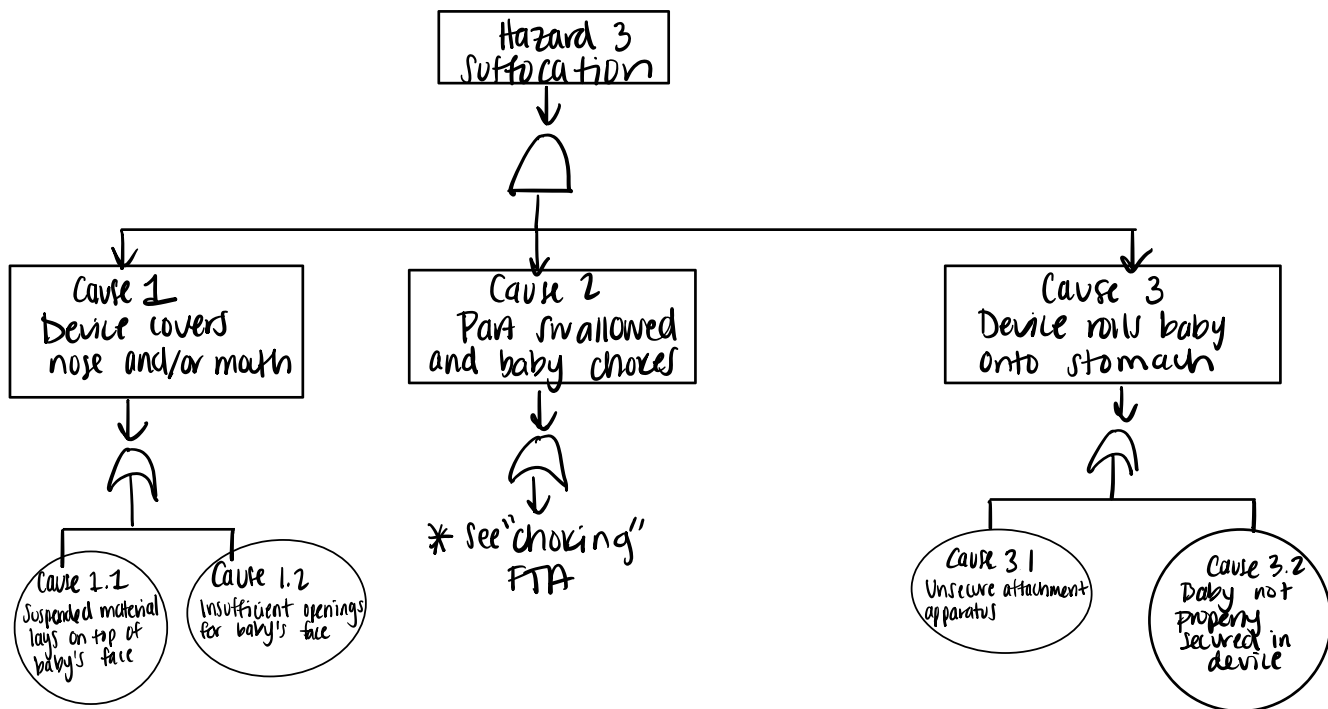 Hazard 3
Suffocation
Cause 1
Device covers
nose and/or mouth
Cause 2
Part swallowed
and baby chokes
Cause 3
Device rolls baby
onto stomach
Cause 1.1
Suspended material
lays on top of
baby's face
Cause 1.2
Insufficient openings
for baby's face
* See "choking"
FTA
Cause 3.1
Unsecure attachment
apparatus
Cause 3.2
Baby not
properly
secured in
device